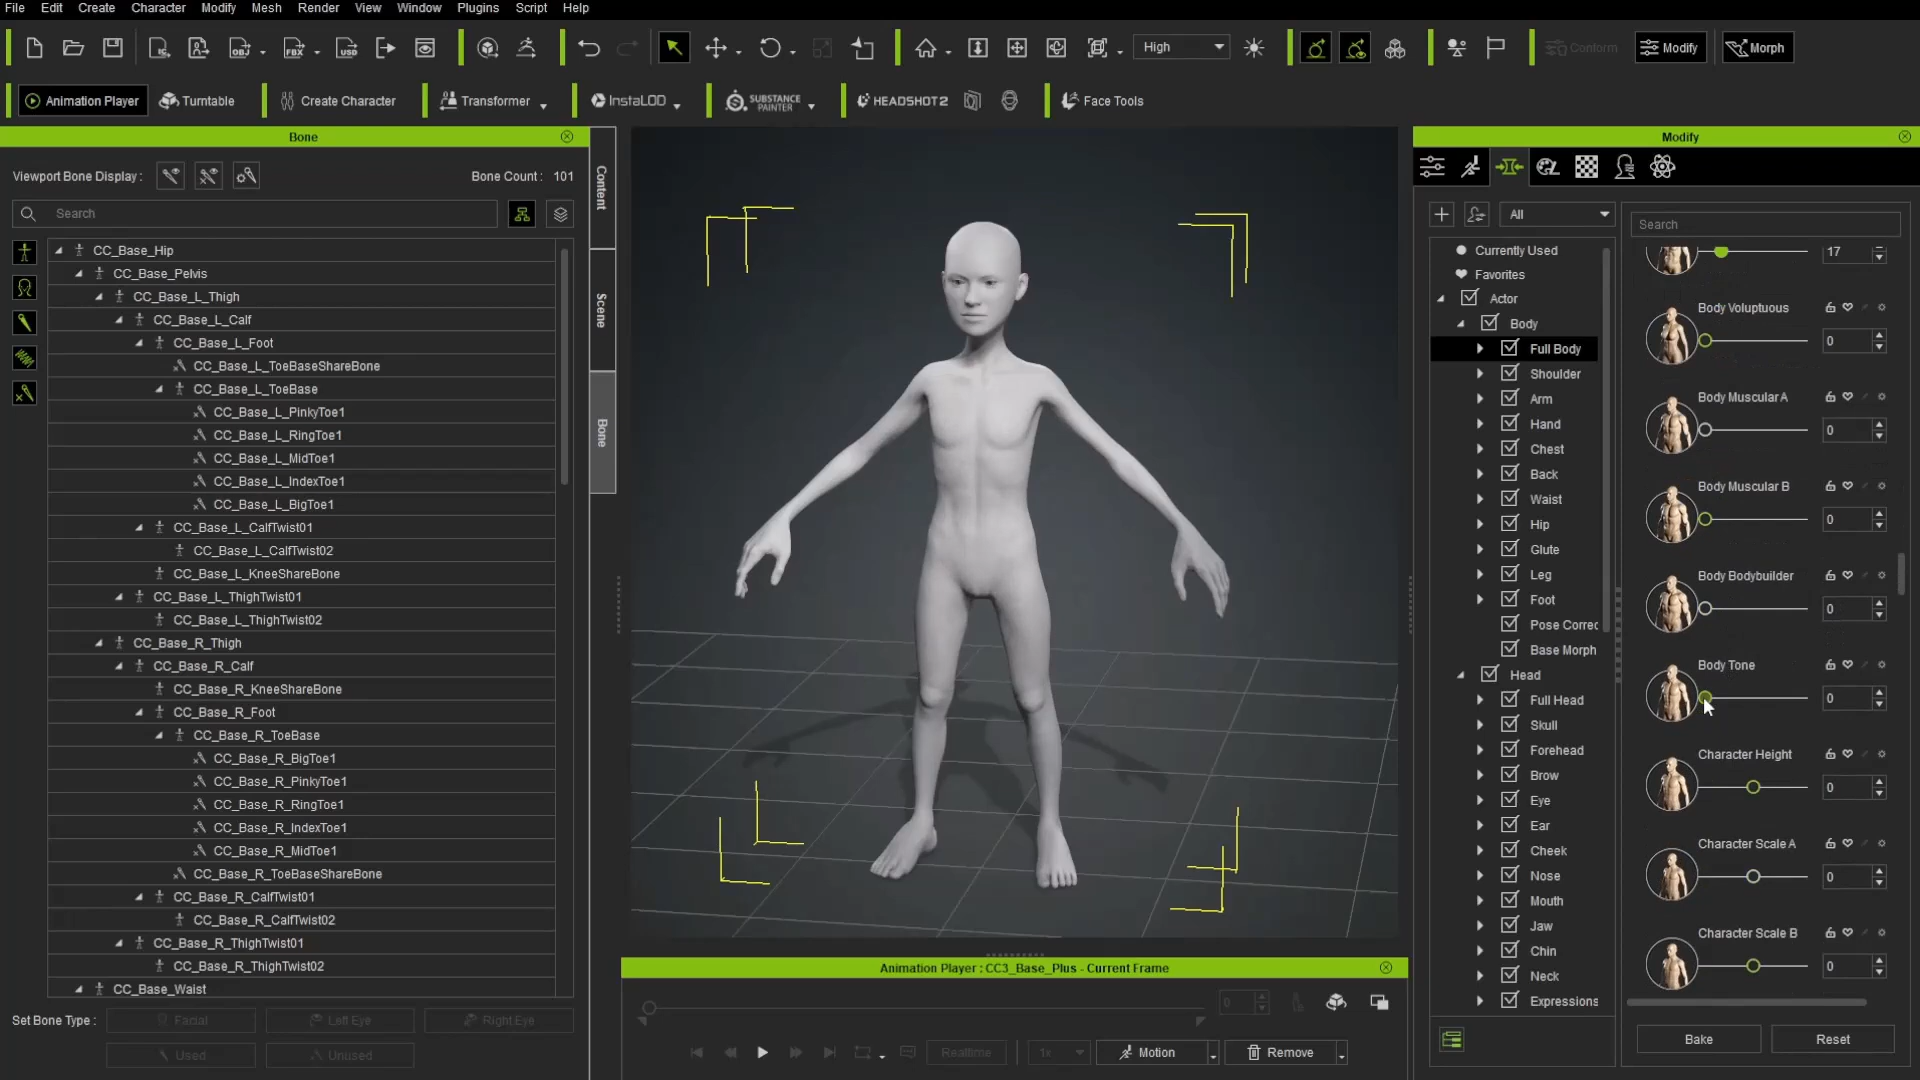 File Edit Create Character Modify Mesh Render View Window Plugins Script Help
High
Conform Modify Morph
Animation Player Turntable Create Character Transformer InstaLOD SUBSTANCE PAINTER HEADSHOT 2 Face Tools
Bone
Viewport Bone Display : Bone Count : 101
Search
CC_Base_Hip
CC_Base_Pelvis
CC_Base_L_Thigh
CC_Base_L_Calf
CC_Base_L_Foot
CC_Base_L_ToeBaseShareBone
CC_Base_L_ToeBase
CC_Base_L_PinkyToe1
CC_Base_L_RingToe1
CC_Base_L_MidToe1
CC_Base_L_IndexToe1
CC_Base_L_BigToe1
CC_Base_L_CalfTwist01
CC_Base_L_CalfTwist02
CC_Base_L_KneeShareBone
CC_Base_L_ThighTwist01
CC_Base_L_ThighTwist02
CC_Base_R_Thigh
CC_Base_R_Calf
CC_Base_R_KneeShareBone
CC_Base_R_Foot
CC_Base_R_ToeBase
CC_Base_R_BigToe1
CC_Base_R_PinkyToe1
CC_Base_R_RingToe1
CC_Base_R_IndexToe1
CC_Base_R_MidToe1
CC_Base_R_ToeBaseShareBone
CC_Base_R_CalfTwist01
CC_Base_R_CalfTwist02
CC_Base_R_ThighTwist01
CC_Base_R_ThighTwist02
CC_Base_Waist
Set Bone Type : Facial Left Eye Right Eye
Used Unused
Content
Scene
Bone
Animation Player : CC3_Base_Plus - Current Frame
0
Realtime 1x Motion Remove
Modify
All
Currently Used
Favorites
Actor
Body
Full Body
Shoulder
Arm
Hand
Chest
Back
Waist
Hip
Glute
Leg
Foot
Pose Correc
Base Morph
Head
Full Head
Skull
Forehead
Brow
Eye
Ear
Cheek
Nose
Mouth
Jaw
Chin
Neck
Expressions
Search
17
Body Voluptuous
0
Body Muscular A
0
Body Muscular B
0
Body Bodybuilder
0
Body Tone
0
Character Height
0
Character Scale A
0
Character Scale B
0
Bake Reset